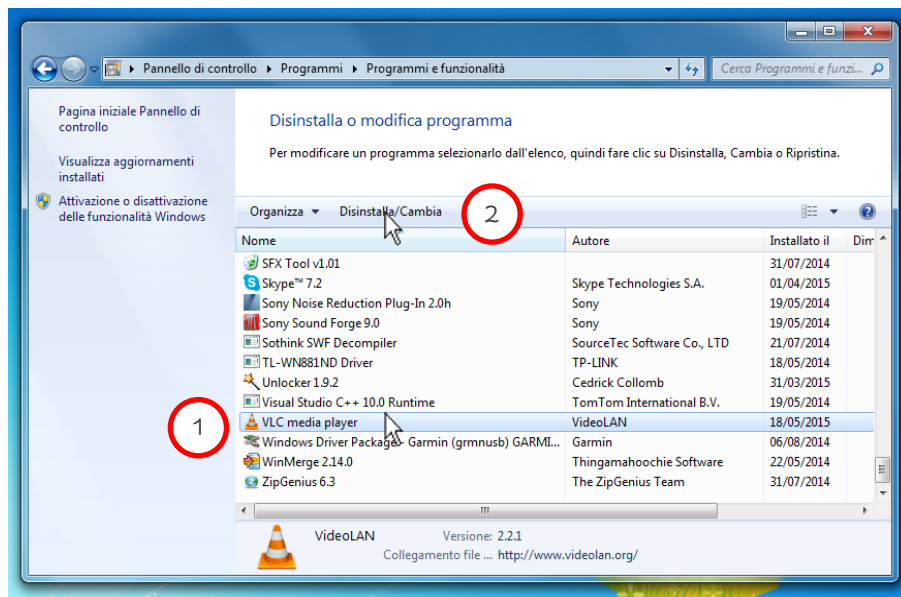 Pannello di controllo Programmi Programmi e funzionalità Cerca Programmi e funzi...
Pagina iniziale Pannello di
controllo
Visualizza aggiornamenti
installati
Attivazione o disattivazione
delle funzionalità Windows
Disinstalla o modifica programma
Per modificare un programma selezionarlo dall'elenco, quindi fare clic su Disinstalla, Cambia o Ripristina.
Organizza Disinstalla/Cambia 2
Nome Autore Installato il Dim
SFX Tool v1.01 31/07/2014
Skype™ 7.2 Skype Technologies S.A. 01/04/2015
Sony Noise Reduction Plug-In 2.0h Sony 19/05/2014
Sony Sound Forge 9.0 Sony 19/05/2014
Sothink SWF Decompiler SourceTec Software Co., LTD 21/07/2014
TL-WN881ND Driver TP-LINK 18/05/2014
Unlocker 1.9.2 Cedrick Collomb 31/03/2015
Visual Studio C++ 10.0 Runtime TomTom International B.V. 19/05/2014
1 VLC media player VideoLAN 18/05/2015
Windows Driver Package - Garmin (grmnusb) GARMI... Garmin 06/08/2014
WinMerge 2.14.0 Thingamahoochie Software 22/05/2014
ZipGenius 6.3 The ZipGenius Team 31/07/2014
VideoLAN Versione: 2.2.1
Collegamento file ... http://www.videolan.org/